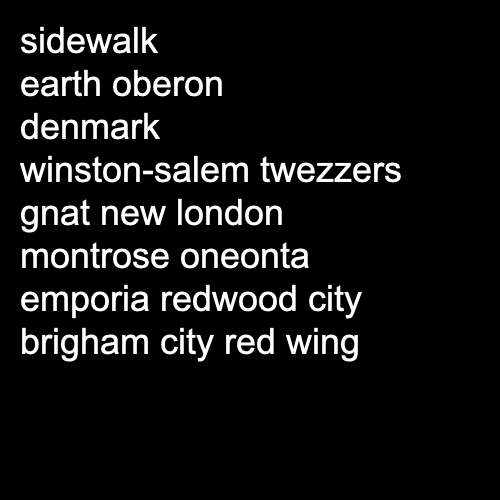 sidewalk
earth oberon
denmark
winston-salem twezzers
gnat new london
montrose oneonta
emporia redwood city
brigham city red wing